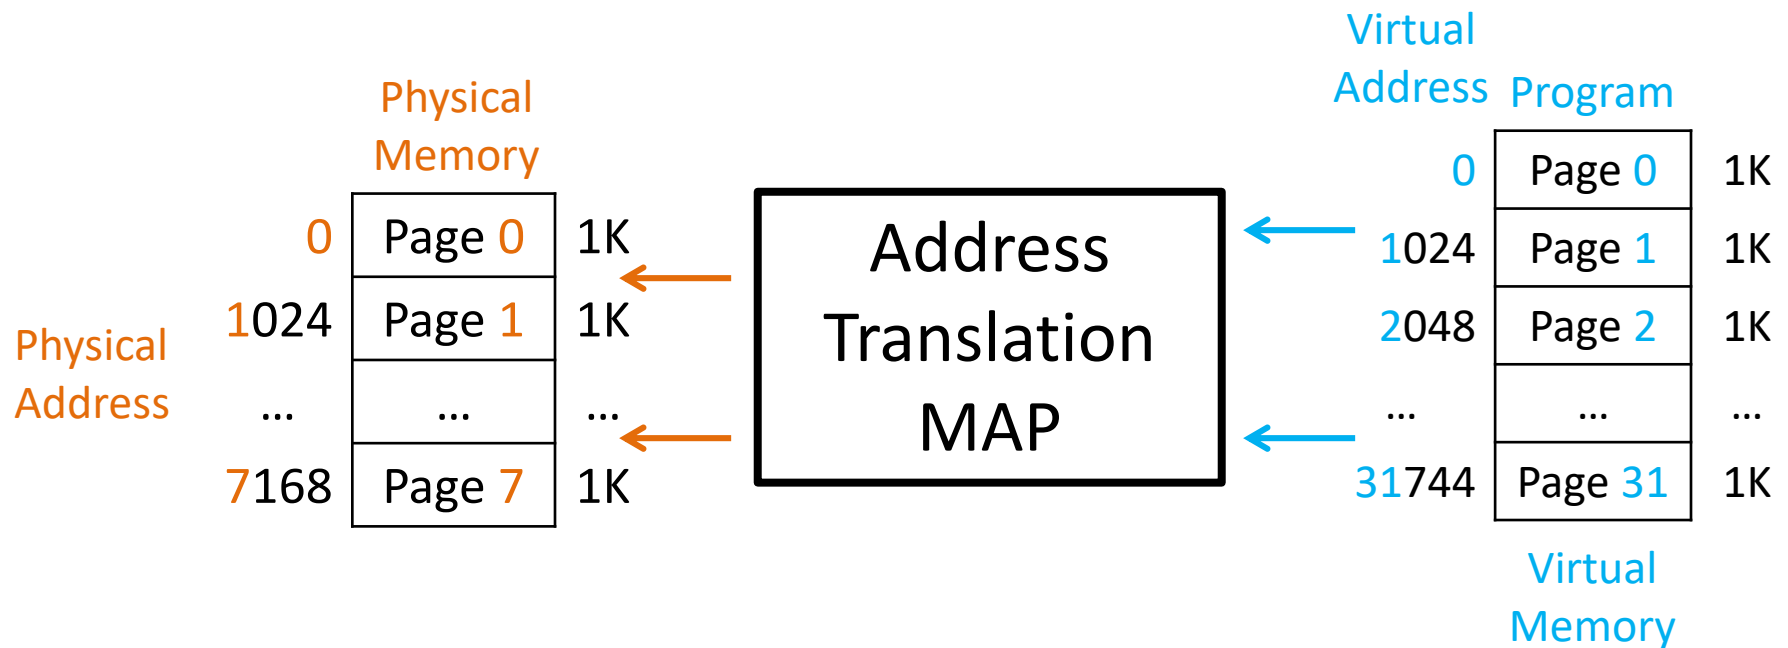 Physical
Memory
0 Page 0 1K
1024 Page 1 1K
... ... ...
7168 Page 7 1K
Physical
Address
Address
Translation
MAP
Virtual
Address
Program
0 Page 0 1K
1024 Page 1 1K
2048 Page 2 1K
... ... ...
31744 Page 31 1K
Virtual
Memory